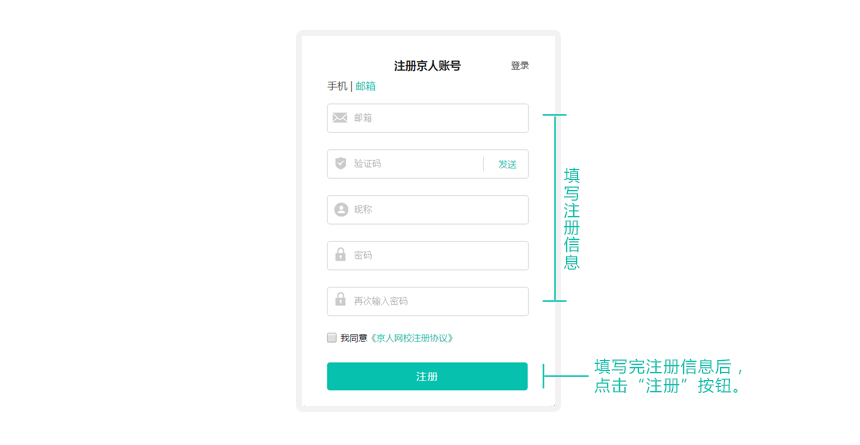 注册京人账号
登录
手机 | 邮箱
邮箱
验证码
发送
昵称
密码
再次输入密码
我同意《京人网校注册协议》
注册
填写注册信息
填写完注册信息后，
点击“注册”按钮。